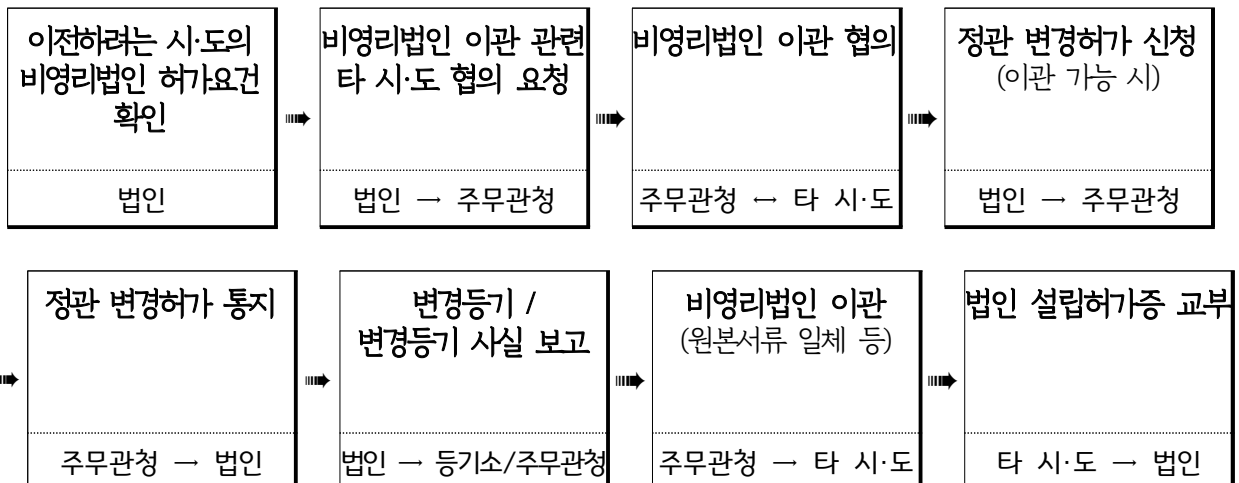 이전하려는 시·도의
비영리법인 허가요건
확인
법인
비영리법인 이관 관련
타 시·도 협의 요청
법인 → 주무관청
비영리법인 이관 협의
주무관청 ↔ 타 시·도
정관 변경허가 신청
(이관 가능 시)
법인 → 주무관청
정관 변경허가 통지
주무관청 → 법인
변경등기 /
변경등기 사실 보고
법인 → 등기소/주무관청
비영리법인 이관
(원본서류 일체 등)
주무관청 → 타 시·도
법인 설립허가증 교부
타 시·도 → 법인